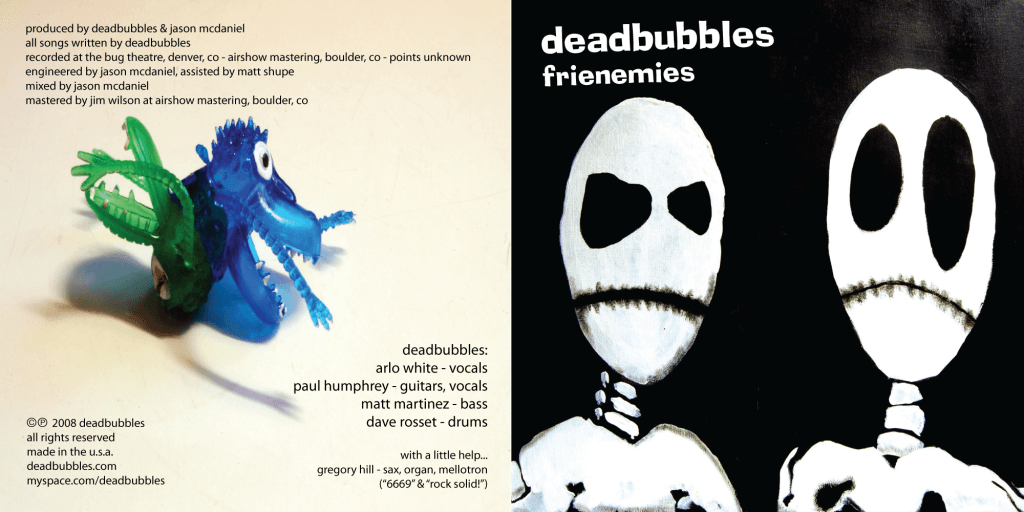 produced by deadbubbles & jason mcdaniel
all songs written by deadbubbles
recorded at the bug theatre, denver, co - airshow mastering, boulder, co - points unknown
engineered by jason mcdaniel, assisted by matt shupe
mixed by jason mcdaniel
mastered by jim wilson at airshow mastering, boulder, co
deadbubbles:
arlo white - vocals
paul humphrey - guitars, vocals
matt martinez - bass
dave rosset - drums
with a little help...
gregory hill - sax, organ, mellotron
(“6669” & “rock solid!”)
©℗ 2008 deadbubbles
all rights reserved
made in the u.s.a.
deadbubbles.com
myspace.com/deadbubbles
deadbubbles
frienemies